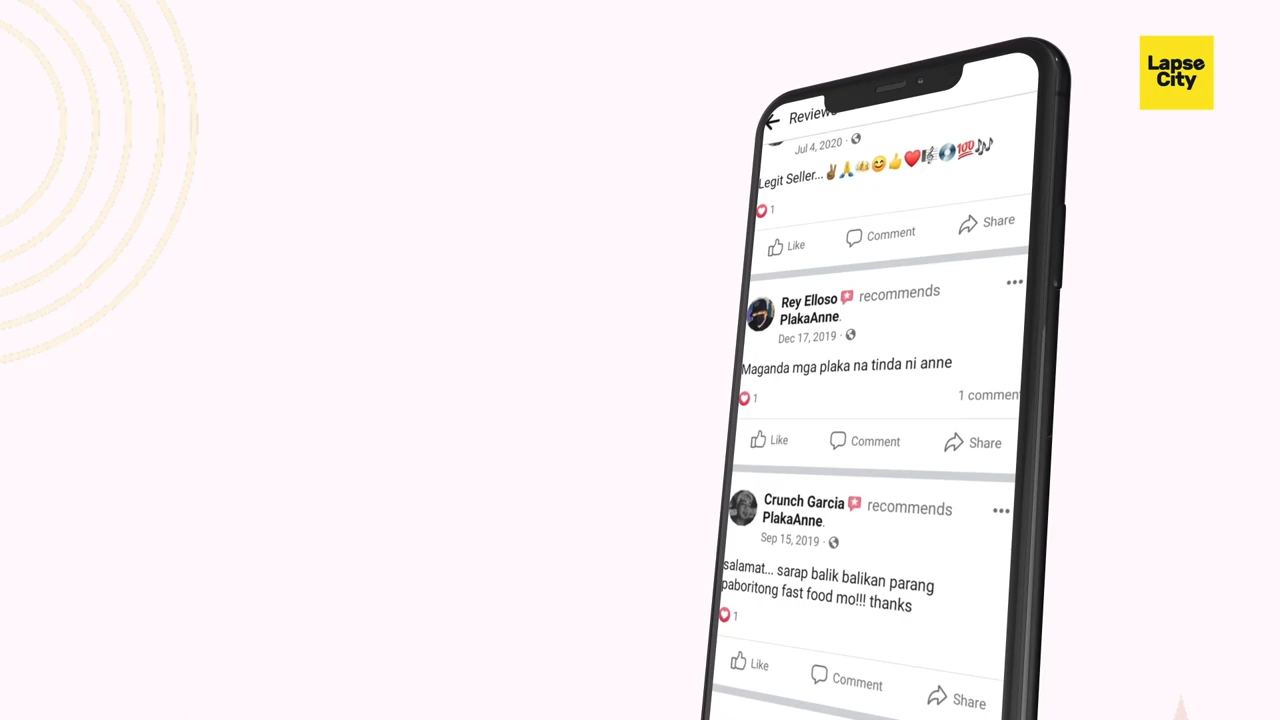 Lapse
City
Reviews
Jul 4, 2020 ·
Legit Seller...✌🏾🙏👏😊👍❤️🎼💿💯🎶
1
Like Comment Share
Rey Elloso recommends
PlakaAnne.
Dec 17, 2019 ·
Maganda mga plaka na tinda ni anne
1
1 comment
Like Comment Share
Crunch Garcia recommends
PlakaAnne.
Sep 15, 2019 ·
salamat... sarap balik balikan parang
paboritong fast food mo!!! thanks
1
Like Comment Share